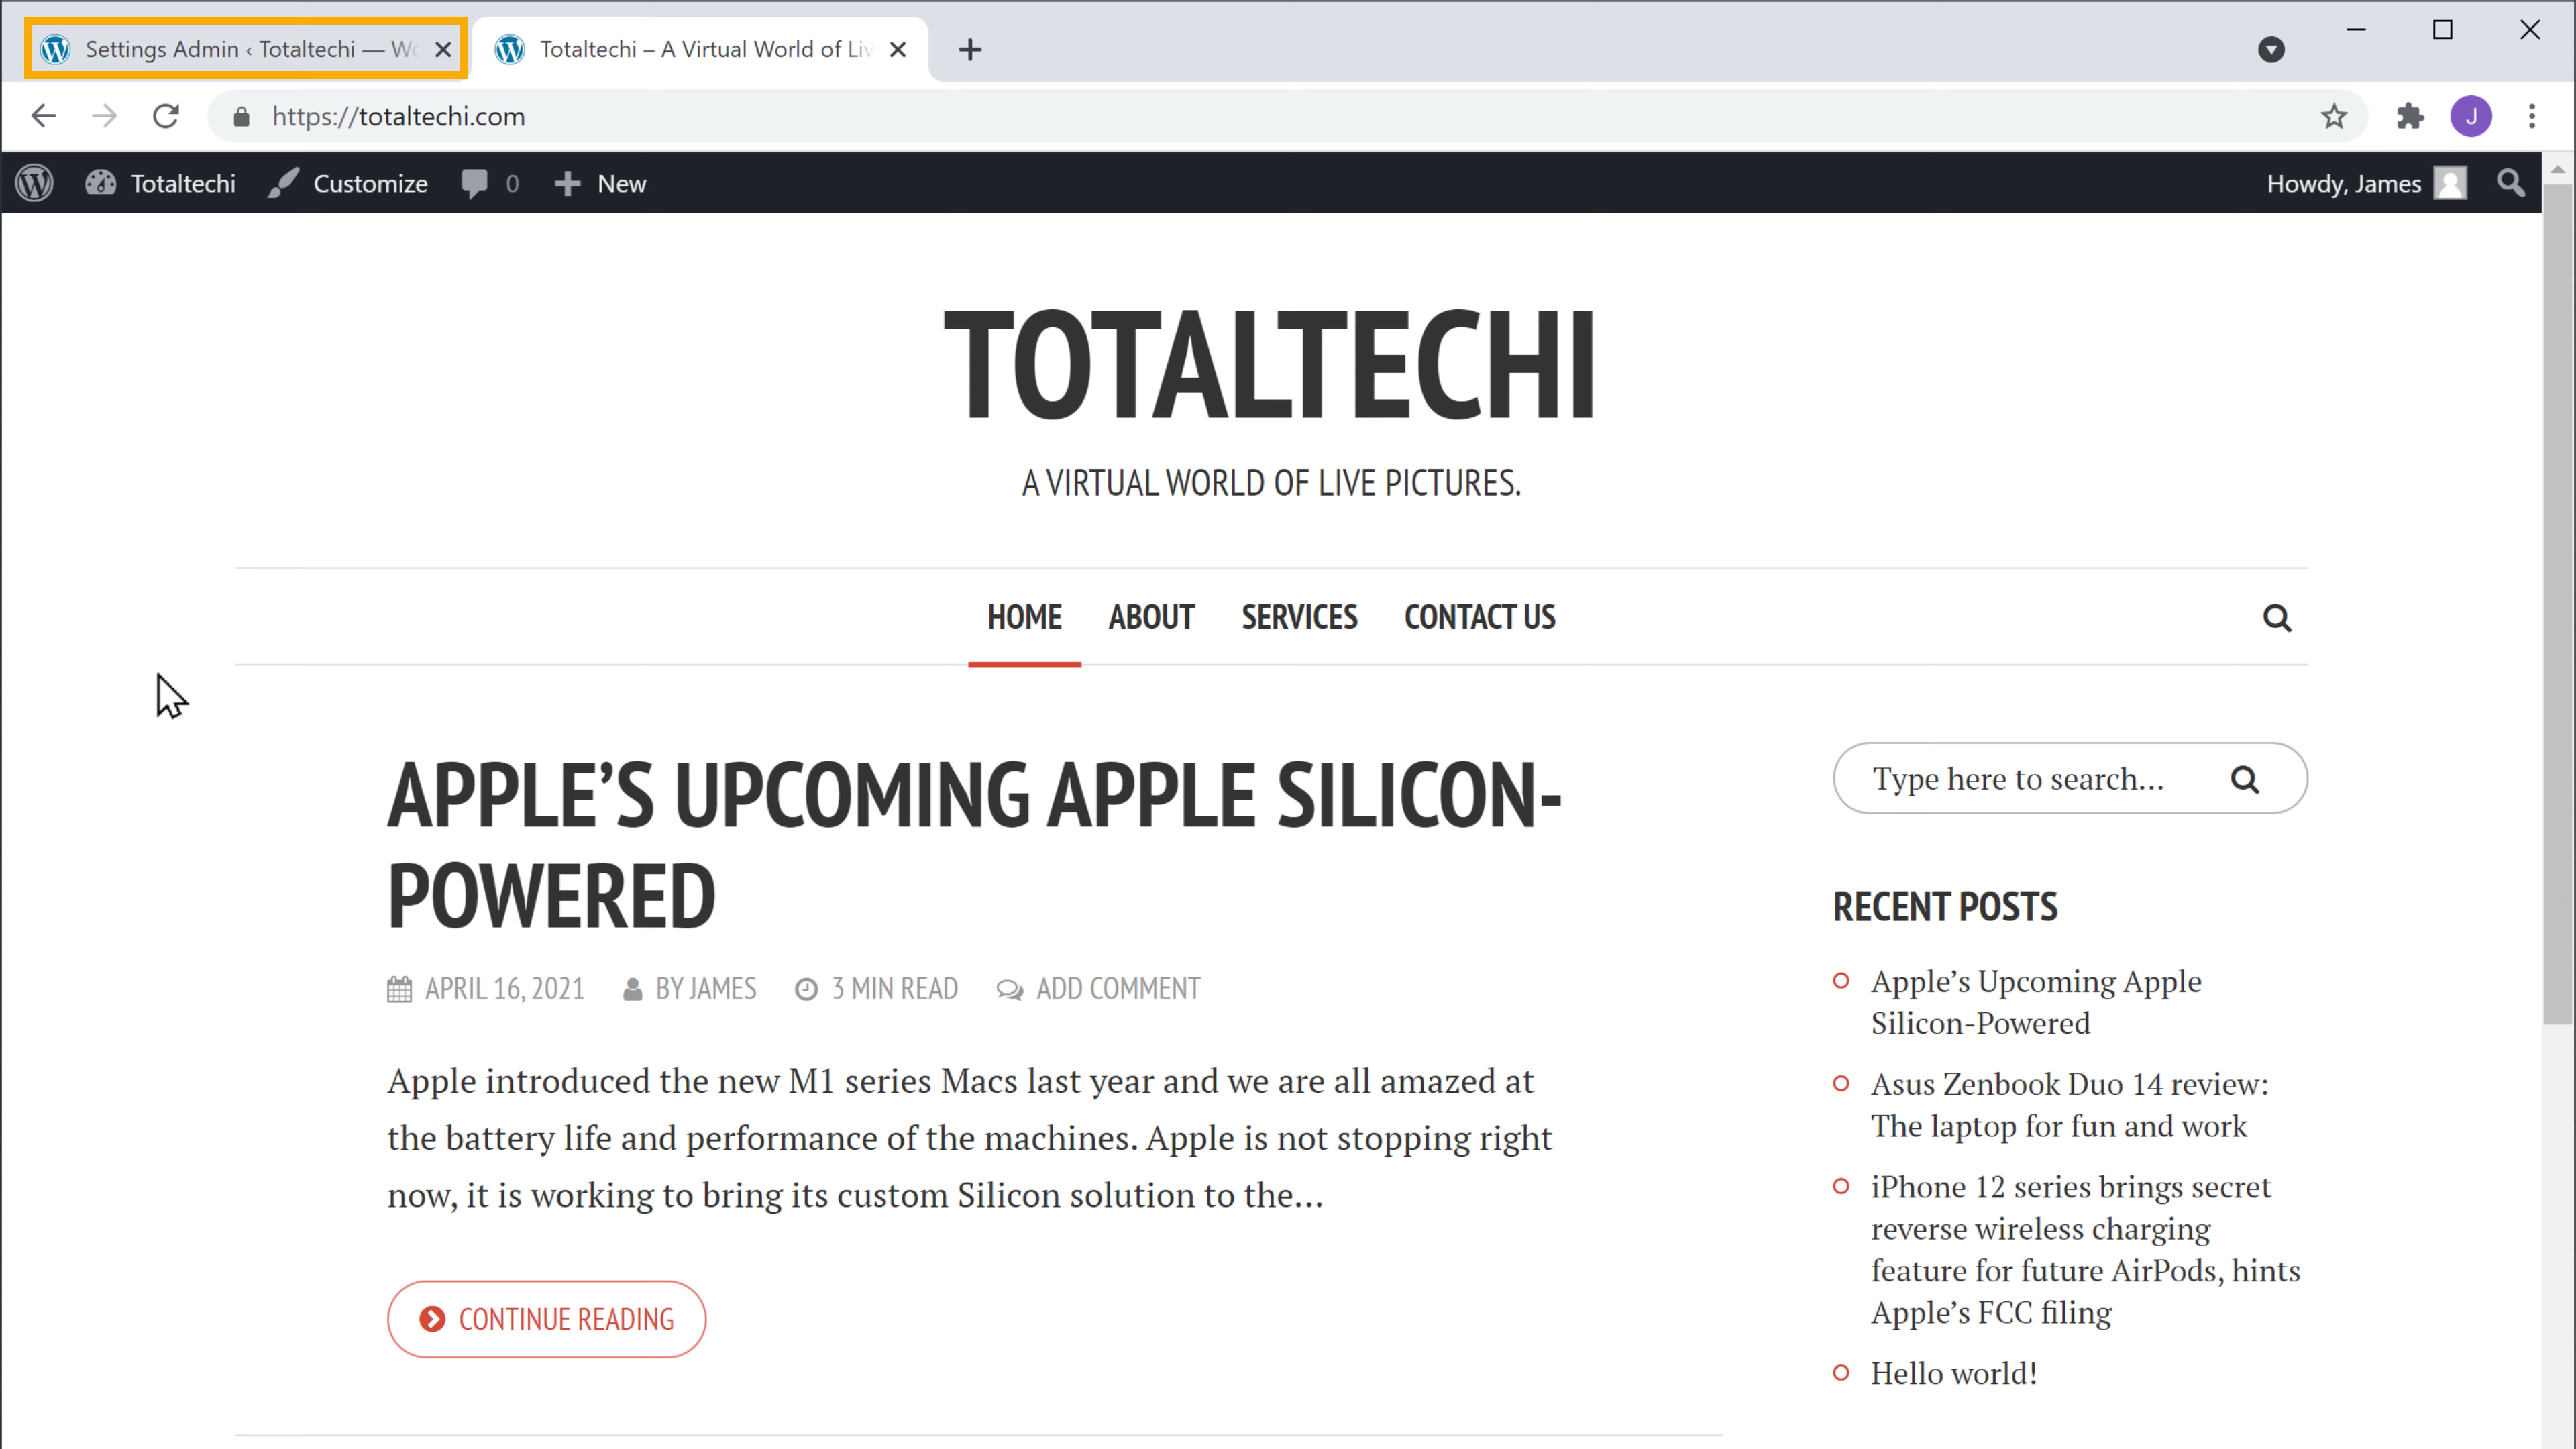 Settings Admin ‹ Totaltechi — Wo
Totaltechi – A Virtual World of Liv
https://totaltechi.com
Totaltechi Customize 0 New
Howdy, James
TOTALTECHI
A VIRTUAL WORLD OF LIVE PICTURES.
HOME ABOUT SERVICES CONTACT US
APPLE’S UPCOMING APPLE SILICON-
POWERED
APRIL 16, 2021 BY JAMES 3 MIN READ ADD COMMENT
Apple introduced the new M1 series Macs last year and we are all amazed at
the battery life and performance of the machines. Apple is not stopping right
now, it is working to bring its custom Silicon solution to the...
CONTINUE READING
Type here to search...
RECENT POSTS
Apple’s Upcoming Apple
Silicon-Powered
Asus Zenbook Duo 14 review:
The laptop for fun and work
iPhone 12 series brings secret
reverse wireless charging
feature for future AirPods, hints
Apple’s FCC filing
Hello world!
J